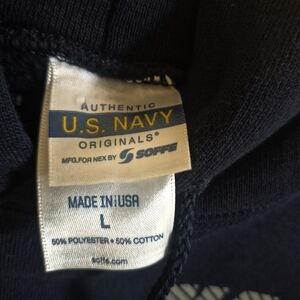 AUTHENTIC
U.S. NAVY
ORIGINALS®
MFG. FOR NEX BY SOFFE
MADE IN USA
L
50% POLYESTER • 50% COTTON
soffe.com